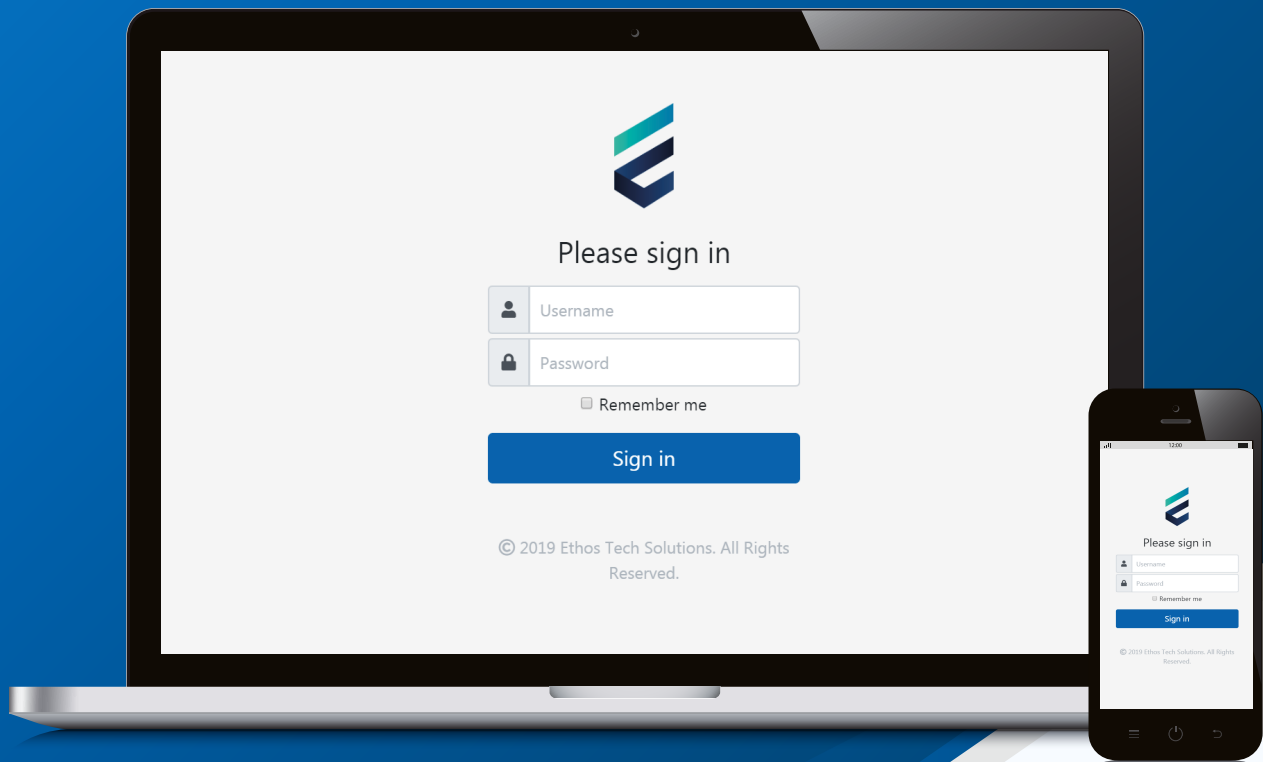 Please sign in
Username
Password
Remember me
Sign in
© 2019 Ethos Tech Solutions. All Rights
Reserved.
12:00
Please sign in
Username
Password
Remember me
Sign in
© 2019 Ethos Tech Solutions. All Rights
Reserved.